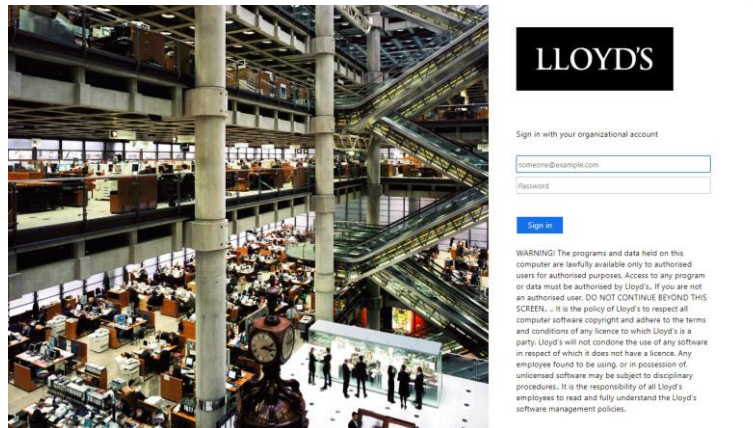 LLOYD'S
Sign in with your organizational account
someone@example.com
Password
Sign in
WARNING! The programs and data held on this
computer are lawfully available only to authorised
users for authorised purposes. Access to any program
or data must be authorised by Lloyd's.. If you are not
an authorised user. DO NOT CONTINUE BEYOND THIS
SCREEN.. .. It is the policy of Lloyd's to respect all
computer software copyright and adhere to the terms
and conditions of any licence to which Lloyd's is a
party. Lloyd's will not condone the use of any software
in respect of which it does not have a licence. Any
employee found to be using, or in possession of,
unlicensed software may be subject to disciplinary
procedures.. It is the responsibility of all Lloyd's
employees to read and fully understand the Lloyd's
software management policies.